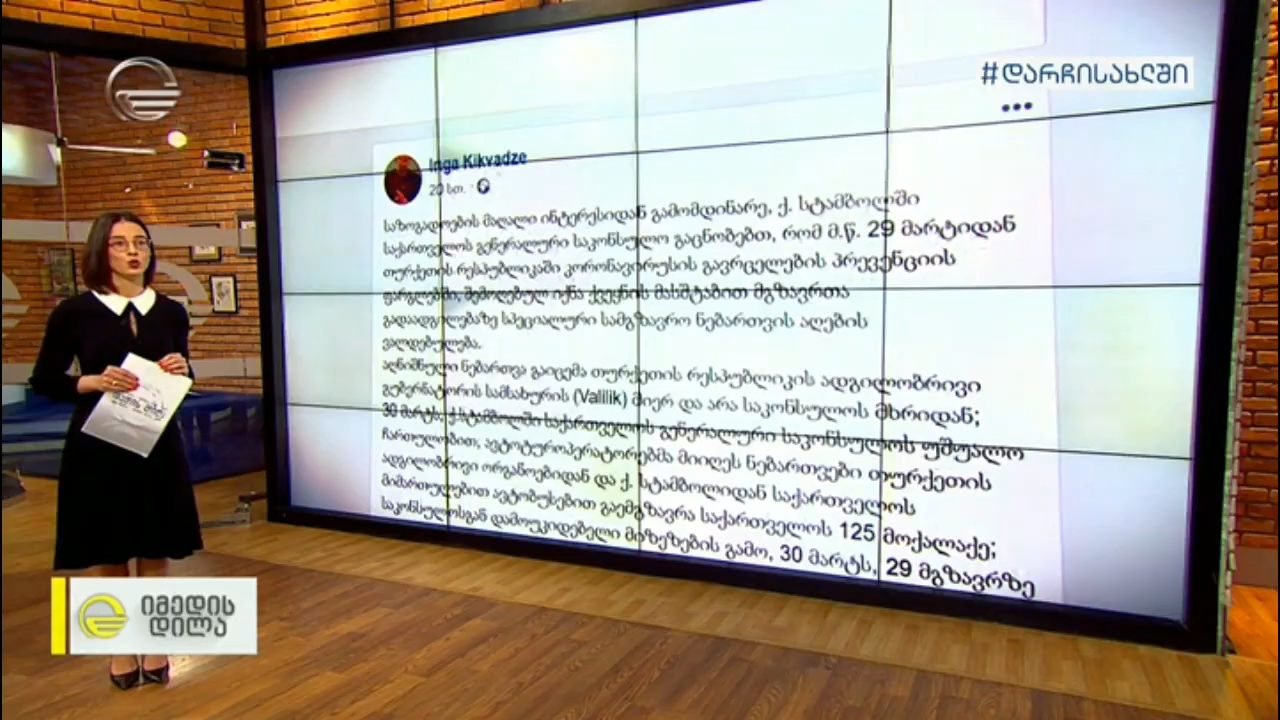 #დარჩისახლში
Inga Kikvadze
20 სთ. ·
საზოგადოების მაღალი ინტერესიდან გამომდინარე, ქ. სტამბოლში
საქართველოს გენერალური საკონსულო გაცნობებთ, რომ მ.წ. 29 მარტიდან
თურქეთის რესპუბლიკაში კორონავირუსის გავრცელების პრევენციის
ფარგლებში, შემოღებულ იქნა ქვეყნის მასშტაბით მგზავრთა
გადაადგილებაზე სპეციალური სამგზავრო ნებართვის აღების
ვალდებულება.
აღნიშნული ნებართვა გაიცემა თურქეთის რესპუბლიკის ადგილობრივი
გუბერნატორის სამსახურის (Valilik) მიერ და არა საკონსულოს მხრიდან;
30 მარტს, ქ.სტამბოლში საქართველოს გენერალური საკონსულოს უშუალო
ჩართულობით, ავტოტუროპერატორებმა მიიღეს ნებართვები თურქეთის
ადგილობრივი ორგანოებიდან და ქ. სტამბოლიდან საქართველოს
მიმართულებით ავტობუსებით გაემგზავრა საქართველოს 125 მოქალაქე;
საკონსულოსგან დამოუკიდებელი მიზეზების გამო, 30 მარტს, 29 მგზავრზე
იმედის
დილა